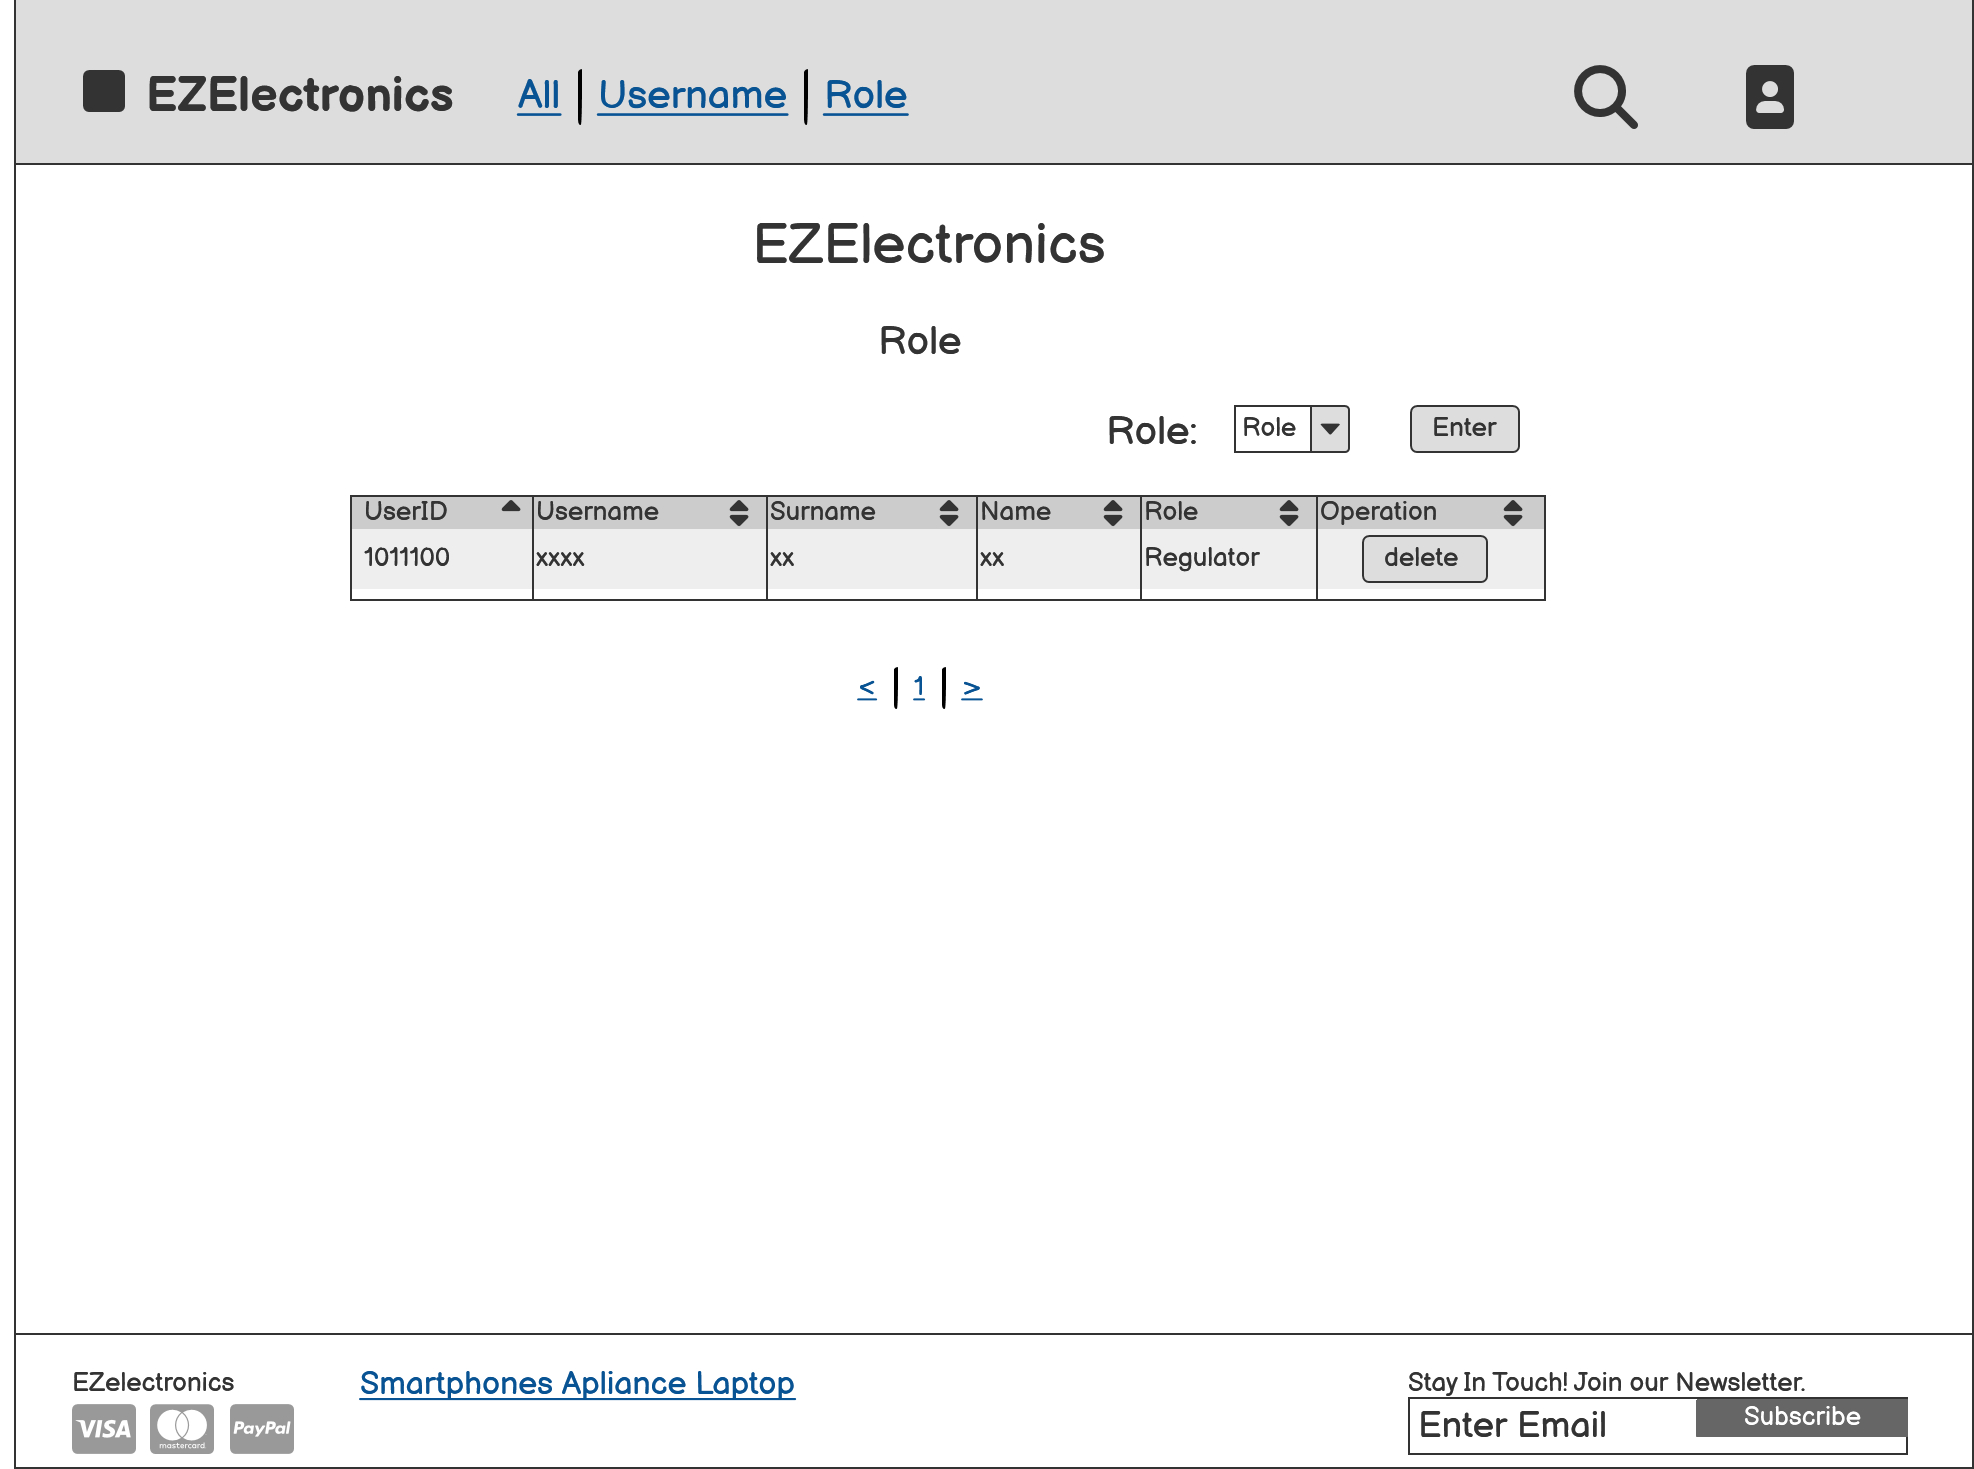 EZElectronics All | Username | Role
EZElectronics
Role
Role: Role Enter
UserID Username Surname Name Role Operation
1011100 xxxx xx xx Regulator delete
< | 1 | >
EZelectronics Smartphones Apliance Laptop Stay In Touch! Join our Newsletter.
VISA mastercard PayPal Enter Email Subscribe